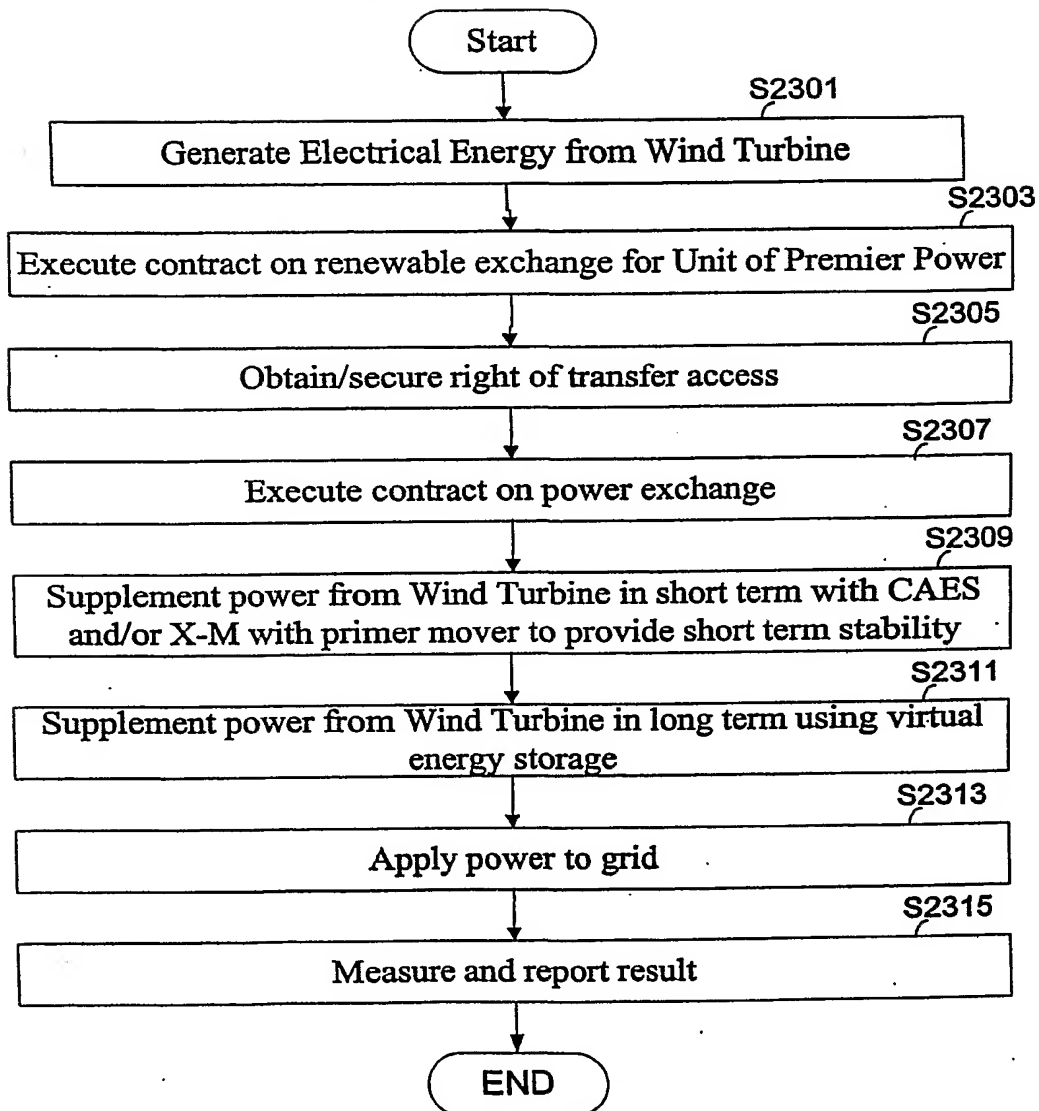 Start
S2301
Generate Electrical Energy from Wind Turbine
S2303
Execute contract on renewable exchange for Unit of Premier Power
S2305
Obtain/secure right of transfer access
S2307
Execute contract on power exchange
S2309
Supplement power from Wind Turbine in short term with CAES
and/or X-M with primer mover to provide short term stability
S2311
Supplement power from Wind Turbine in long term using virtual
energy storage
S2313
Apply power to grid
S2315
Measure and report result
END